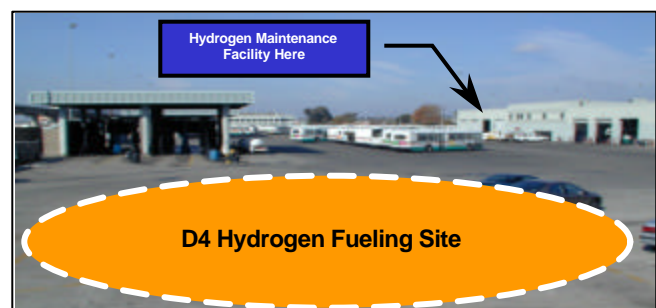 Hydrogen Maintenance
Facility Here
D4 Hydrogen Fueling Site